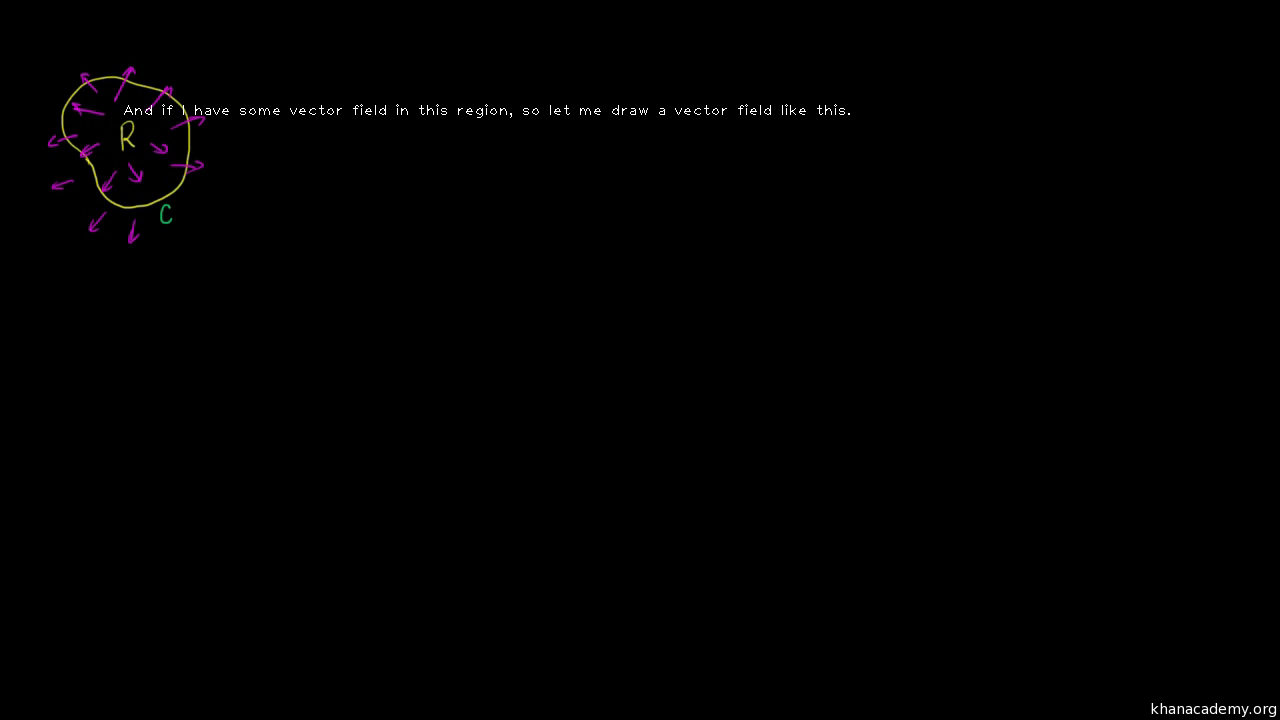 And if I have some vector field in this region, so let me draw a vector field like this.
R
C
khanacademy.org